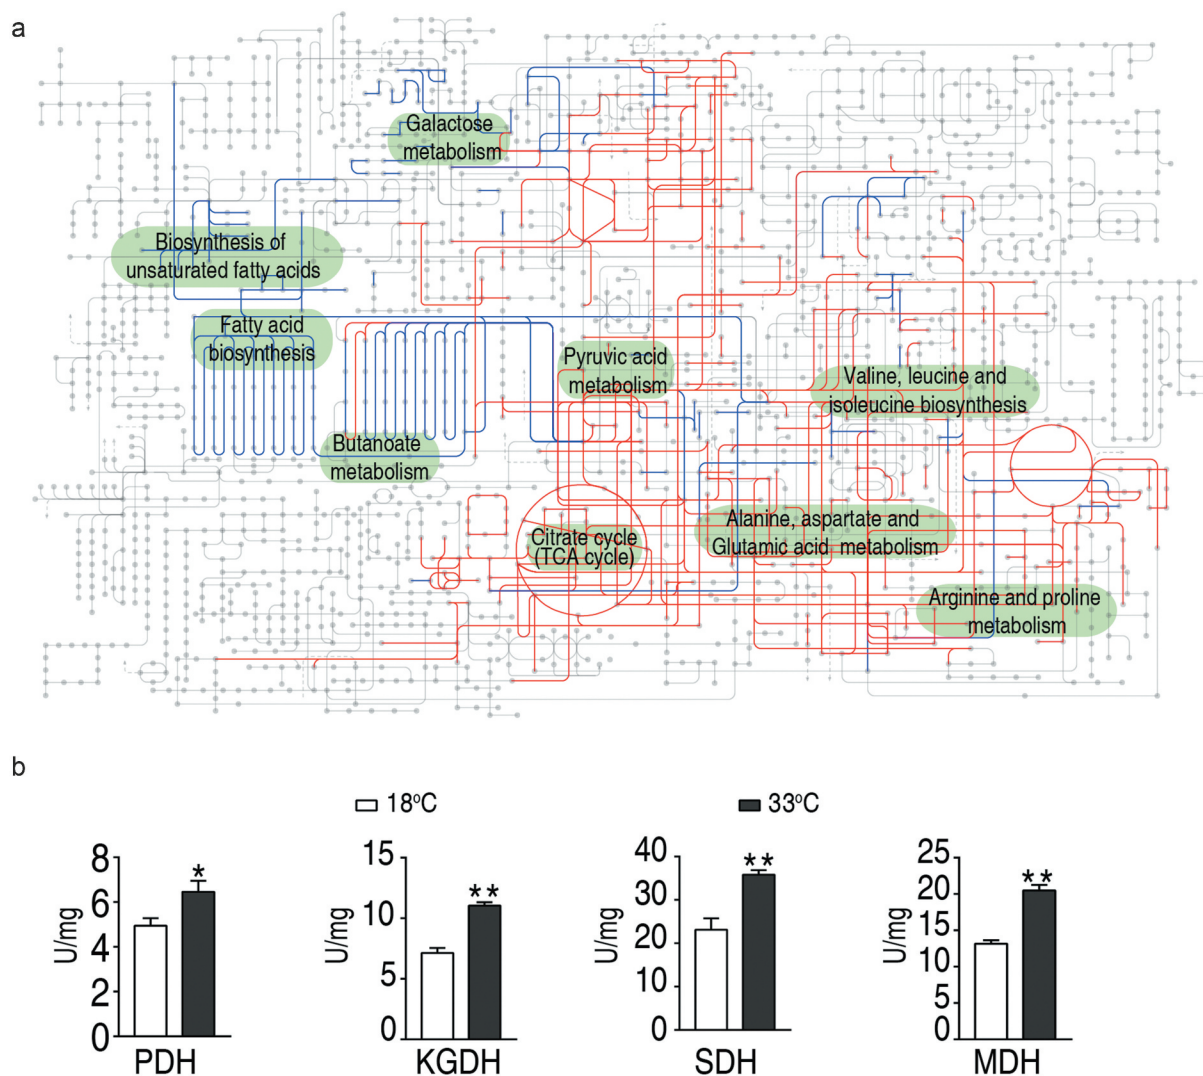 a
Galactose
metabolism
Biosynthesis of
unsaturated fatty acids
Fatty acid
biosynthesis
Pyruvic acid
metabolism
Valine, leucine and
isoleucine biosynthesis
Butanoate
metabolism
Citrate cycle
(TCA cycle)
Alanine, aspartate and
Glutamic acid metabolism
Arginine and proline
metabolism
b
18ºC
33ºC
U/mg
8
6
4
2
0
*
PDH
U/mg
15
10
5
0
**
KGDH
U/mg
40
30
20
10
0
**
SDH
U/mg
25
20
15
10
5
0
**
MDH